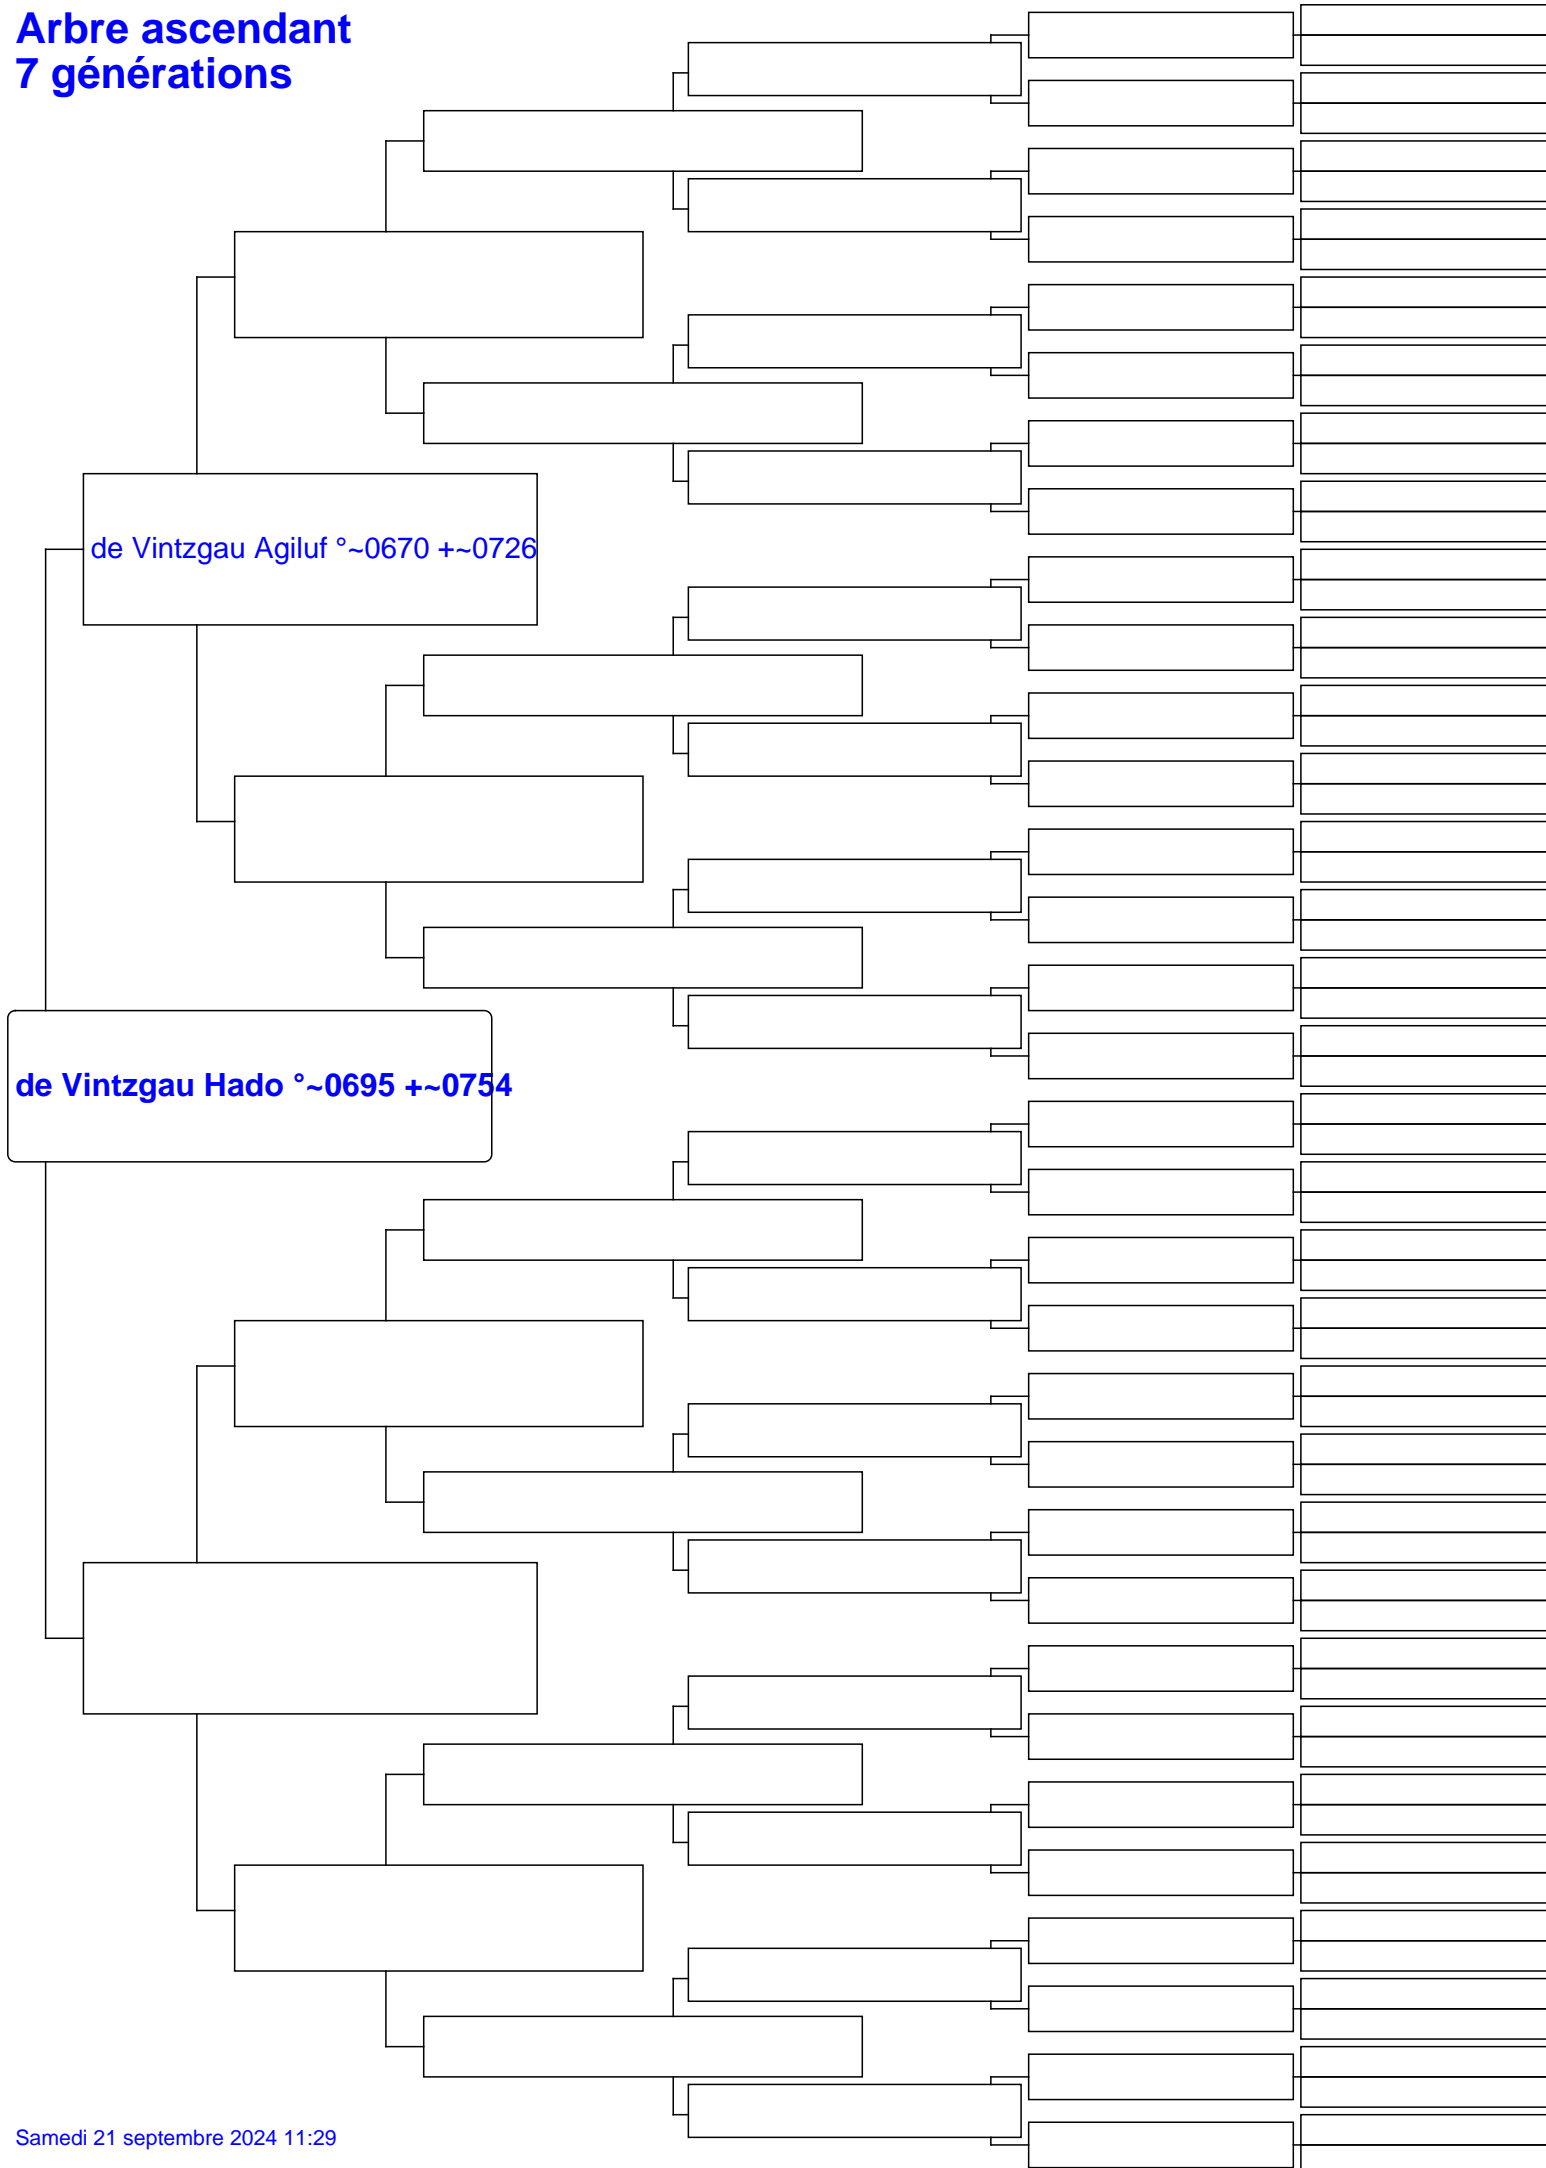 Arbre ascendant
7 générations
de Vintzgau Agiluf °~0670 +~0726
de Vintzgau Hado °~0695 +~0754
Samedi 21 septembre 2024 11:29